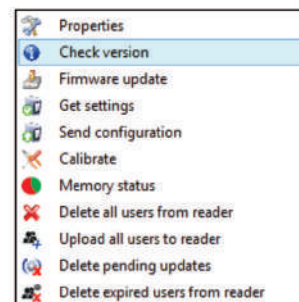 Properties
Check version
Firmware update
Get settings
Send configuration
Calibrate
Memory status
Delete all users from reader
Upload all users to reader
Delete pending updates
Delete expired users from reader